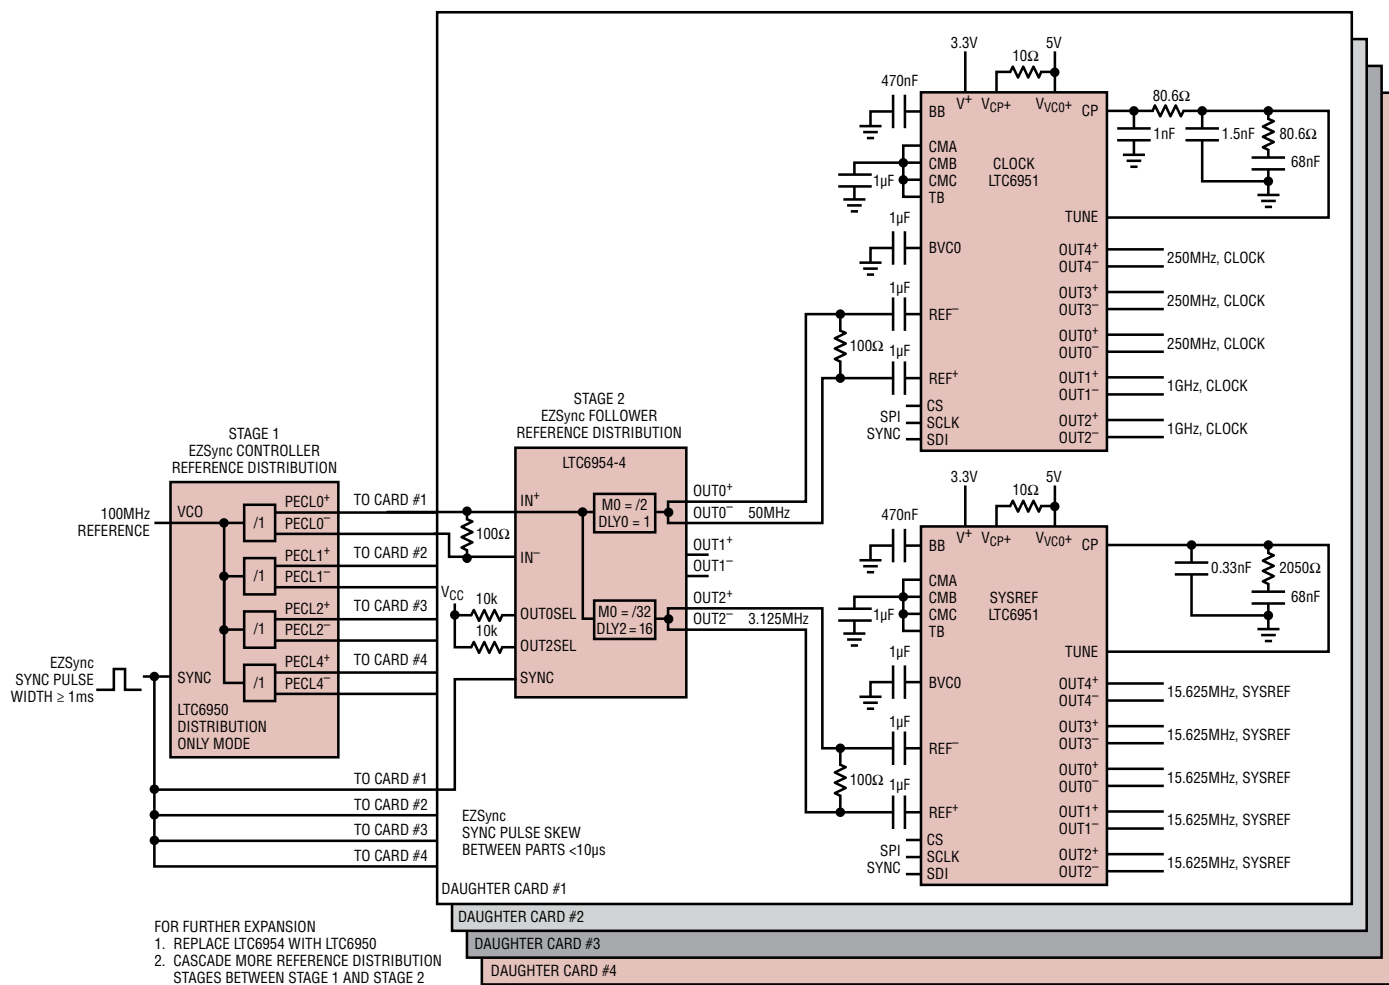 STAGE 1
EZSync CONTROLLER
REFERENCE DISTRIBUTION
100MHz
REFERENCE
VCO
/1
/1
/1
/1
PECL0+
PECL0–
PECL1+
PECL1–
PECL2+
PECL2–
PECL4+
PECL4–
TO CARD #1
TO CARD #2
TO CARD #3
TO CARD #4
EZSync
SYNC PULSE
WIDTH ≥ 1ms
SYNC
LTC6950
DISTRIBUTION
ONLY MODE
TO CARD #1
TO CARD #2
TO CARD #3
TO CARD #4
STAGE 2
EZSync FOLLOWER
REFERENCE DISTRIBUTION
LTC6954-4
IN+
IN–
100Ω
VCC
10k
10k
OUT0SEL
OUT2SEL
SYNC
M0 = /2
DLY0 = 1
M0 = /32
DLY2 = 16
OUT0+
OUT0–
50MHz
OUT1+
OUT1–
OUT2+
OUT2–
3.125MHz
EZSync
SYNC PULSE SKEW
BETWEEN PARTS <10µs
3.3V
10Ω
5V
470nF
BB
V+
VCP+
VVC0+
CP
80.6Ω
1nF
1.5nF
80.6Ω
68nF
CMA
CMB
CMC
TB
1µF
CLOCK
LTC6951
TUNE
1µF
BVC0
1µF
REF–
100Ω
1µF
REF+
SPI
SYNC
CS
SCLK
SDI
OUT4+
OUT4–
250MHz, CLOCK
OUT3+
OUT3–
250MHz, CLOCK
OUT0+
OUT0–
250MHz, CLOCK
OUT1+
OUT1–
1GHz, CLOCK
OUT2+
OUT2–
1GHz, CLOCK
3.3V
10Ω
5V
470nF
BB
V+
VCP+
VVC0+
CP
0.33nF
2050Ω
68nF
CMA
CMB
CMC
TB
1µF
SYSREF
LTC6951
TUNE
1µF
BVC0
1µF
REF–
100Ω
1µF
REF+
SPI
SYNC
CS
SCLK
SDI
OUT4+
OUT4–
15.625MHz, SYSREF
OUT3+
OUT3–
15.625MHz, SYSREF
OUT0+
OUT0–
15.625MHz, SYSREF
OUT1+
OUT1–
15.625MHz, SYSREF
OUT2+
OUT2–
15.625MHz, SYSREF
DAUGHTER CARD #1
DAUGHTER CARD #2
DAUGHTER CARD #3
DAUGHTER CARD #4
FOR FURTHER EXPANSION
1. REPLACE LTC6954 WITH LTC6950
2. CASCADE MORE REFERENCE DISTRIBUTION
STAGES BETWEEN STAGE 1 AND STAGE 2